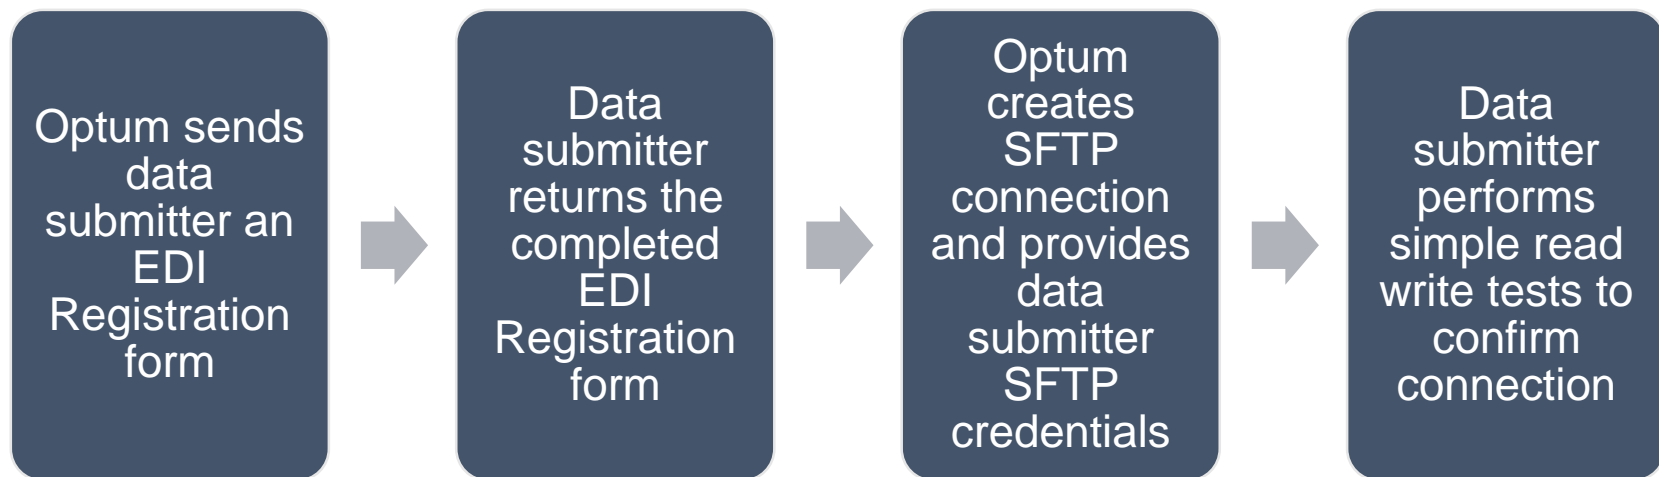 Optum sends
data
submitter an
EDI
Registration
form
Data
submitter
returns the
completed
EDI
Registration
form
Optum
creates
SFTP
connection
and provides
data
submitter
SFTP
credentials
Data
submitter
performs
simple read
write tests to
confirm
connection